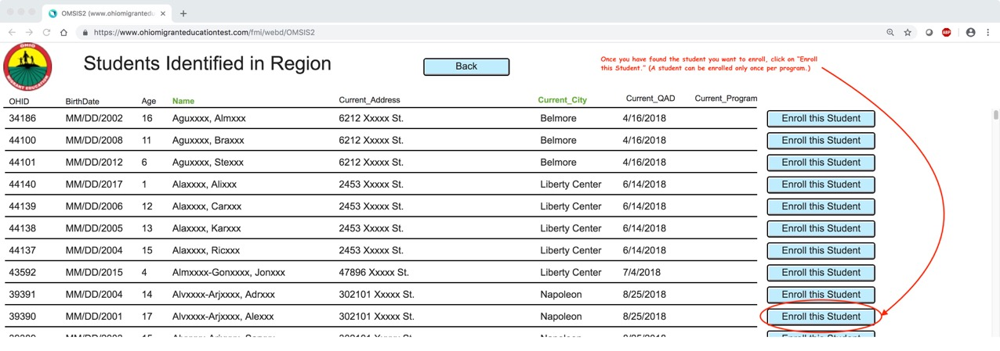 OMSIS2 (www.ohiomigranteduca
https://www.ohiomigranteducationtest.com/fmi/webd/OMSIS2
ABP
OHIO
MIGRANT EDUCATION
Students Identified in Region
Back
Once you have found the student you want to enroll, click on "Enroll
this Student." (A student can be enrolled only once per program.)
OHID BirthDate Age Name Current_Address Current_City Current_QAD Current_Program
34186 MM/DD/2002 16 Aguxxxx, Almxxx 6212 Xxxxx St. Belmore 4/16/2018 Enroll this Student
44100 MM/DD/2008 11 Aguxxxx, Braxxx 6212 Xxxxx St. Belmore 4/16/2018 Enroll this Student
44101 MM/DD/2012 6 Aguxxxx, Stexxx 6212 Xxxxx St. Belmore 4/16/2018 Enroll this Student
44140 MM/DD/2017 1 Alaxxxx, Alixxx 2453 Xxxxx St. Liberty Center 6/14/2018 Enroll this Student
44139 MM/DD/2006 12 Alaxxxx, Carxxx 2453 Xxxxx St. Liberty Center 6/14/2018 Enroll this Student
44138 MM/DD/2005 13 Alaxxxx, Karxxx 2453 Xxxxx St. Liberty Center 6/14/2018 Enroll this Student
44137 MM/DD/2004 15 Alaxxxx, Ricxxx 2453 Xxxxx St. Liberty Center 6/14/2018 Enroll this Student
43592 MM/DD/2015 4 Almxxxx-Gonxxxx, Jonxxx 47896 Xxxxx St. Liberty Center 7/4/2018 Enroll this Student
39391 MM/DD/2004 14 Alvxxxx-Arjxxxx, Adrxxx 302101 Xxxxx St. Napoleon 8/25/2018 Enroll this Student
39390 MM/DD/2001 17 Alvxxxx-Arjxxxx, Alexxx 302101 Xxxxx St. Napoleon 8/25/2018 Enroll this Student
Enroll this Student